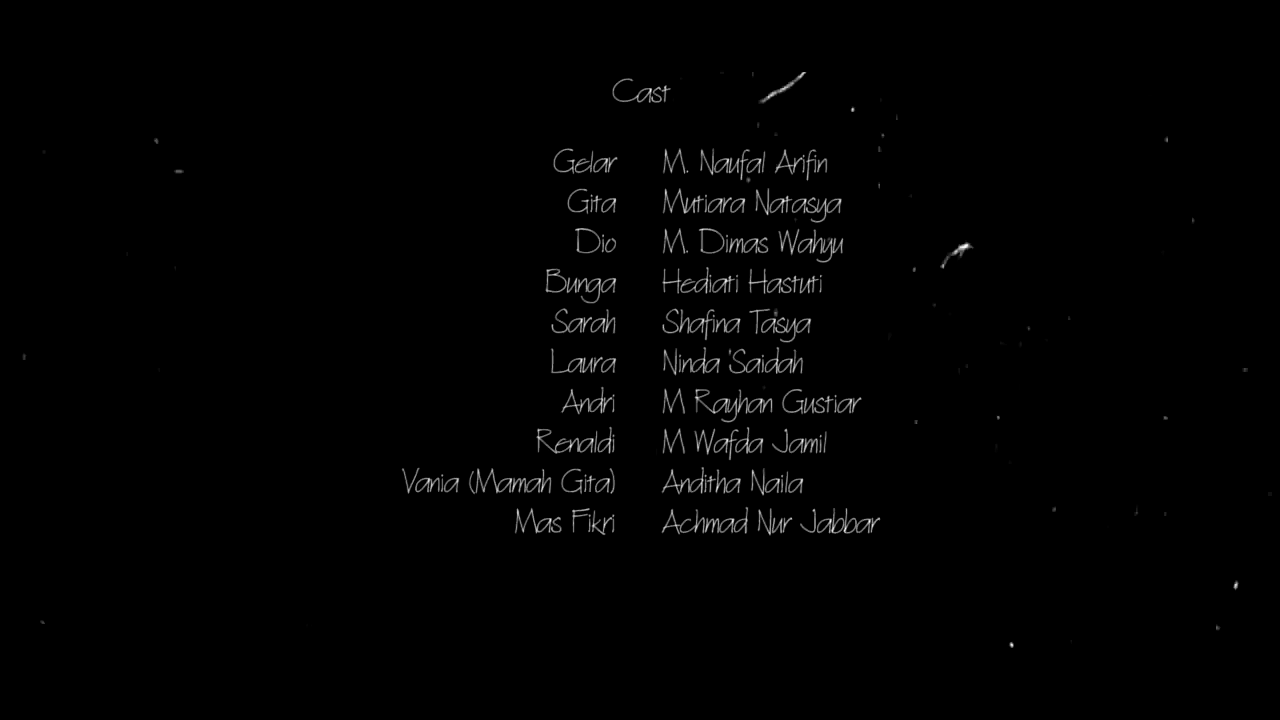 Cast
Gelar M. Naufal Arifin
Gita Mutiara Natasya
Dio M. Dimas Wahyu
Bunga Hediati Hastuti
Sarah Shafina Tasya
Laura Ninda 'Saidah
Andri M Rayhan Gustiar
Renaldi M Wafda Jamil
Vania (Mamah Gita) Anditha Naila
Mas Fikri Achmad Nur Jabbar